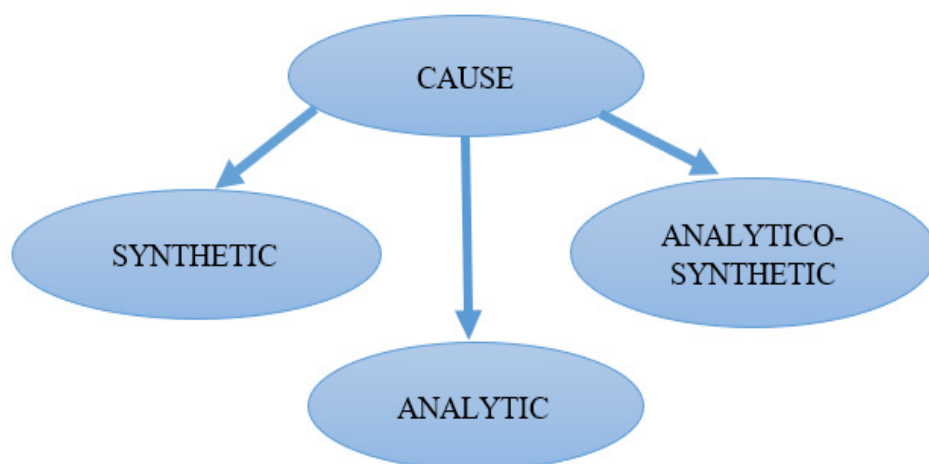 CAUSE
SYNTHETIC
ANALYTICO-
SYNTHETIC
ANALYTIC